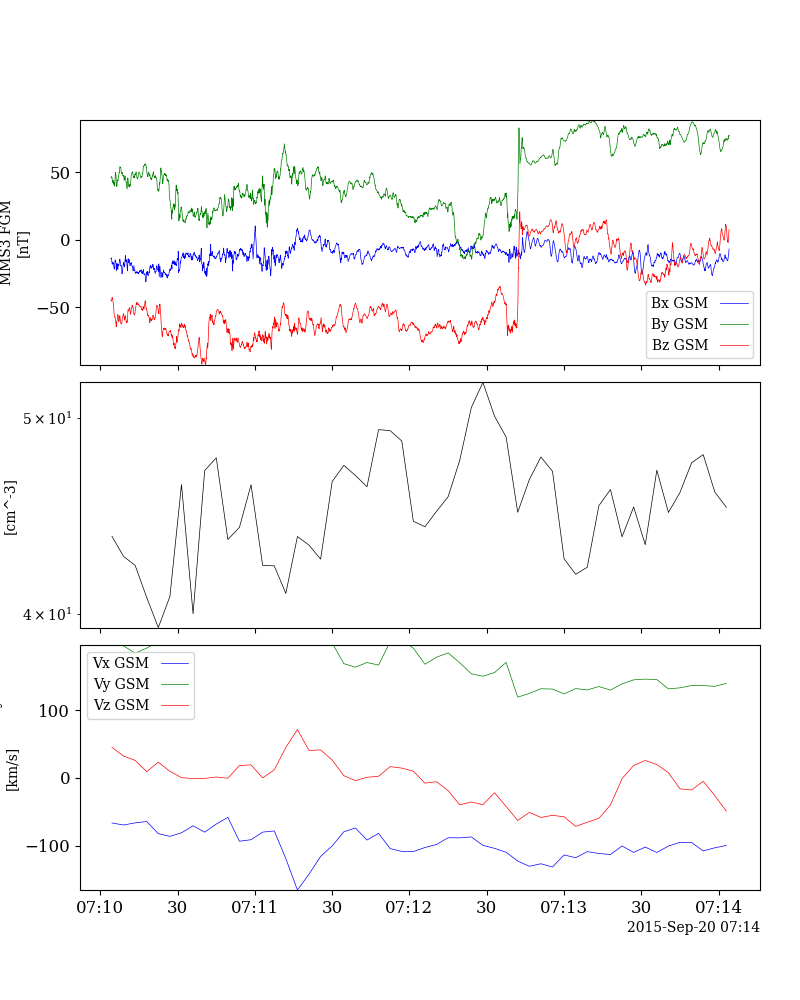 MMS3 FGM
[nT]
50
0
−50
Bx GSM
By GSM
Bz GSM
[cm^-3]
5 × 10¹
4 × 10¹
[km/s]
100
0
−100
Vx GSM
Vy GSM
Vz GSM
07:10 30 07:11 30 07:12 30 07:13 30 07:14
2015-Sep-20 07:14